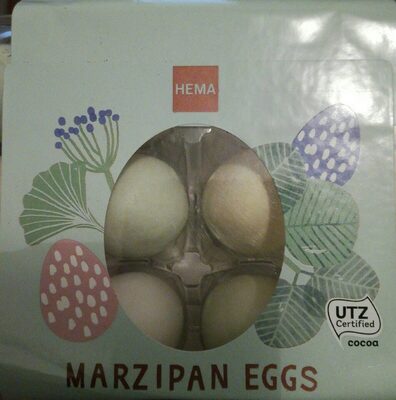 HEMA
UTZ
Certified
cocoa
MARZIPAN EGGS